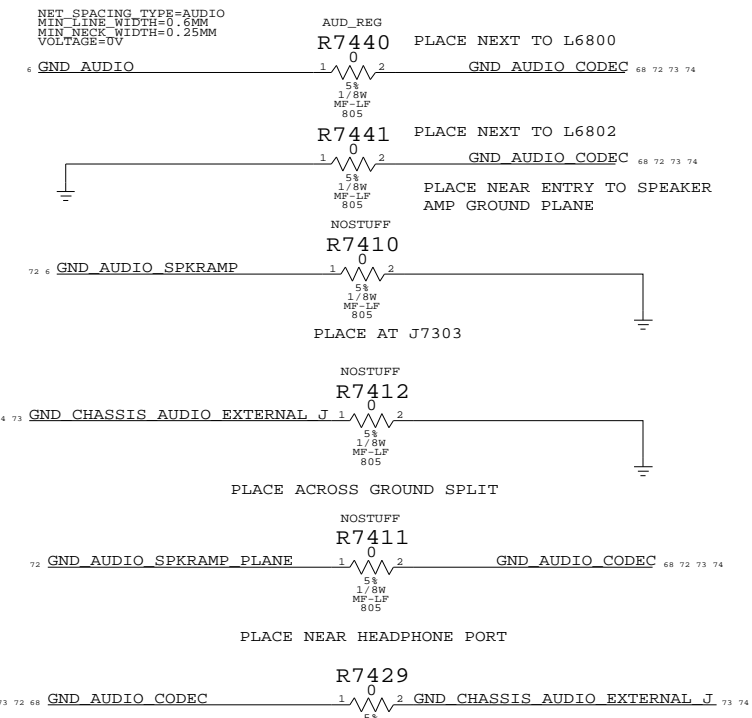 NET_SPACING_TYPE=AUDIO
MIN_LINE_WIDTH=0.6MM
MIN_NECK_WIDTH=0.25MM
VOLTAGE=0V
AUD_REG
R7440 PLACE NEXT TO L6800
0
6 GND_AUDIO 1 2 GND_AUDIO_CODEC 68 72 73 74
5%
1/8W
MF-LF
805
R7441 PLACE NEXT TO L6802
0
1 2 GND_AUDIO_CODEC 68 72 73 74
5%
1/8W
MF-LF
805
PLACE NEAR ENTRY TO SPEAKER
AMP GROUND PLANE
NOSTUFF
R7410
0
72 6 GND_AUDIO_SPKRAMP 1 2
5%
1/8W
MF-LF
805
PLACE AT J7303
NOSTUFF
R7412
0
4 73 GND_CHASSIS_AUDIO_EXTERNAL_J 1 2
5%
1/8W
MF-LF
805
PLACE ACROSS GROUND SPLIT
NOSTUFF
R7411
0
72 GND_AUDIO_SPKRAMP_PLANE 1 2 GND_AUDIO_CODEC 68 72 73 74
5%
1/8W
MF-LF
805
PLACE NEAR HEADPHONE PORT
R7429
0
73 72 68 GND_AUDIO_CODEC 1 2 GND_CHASSIS_AUDIO_EXTERNAL_J 73 74
5%